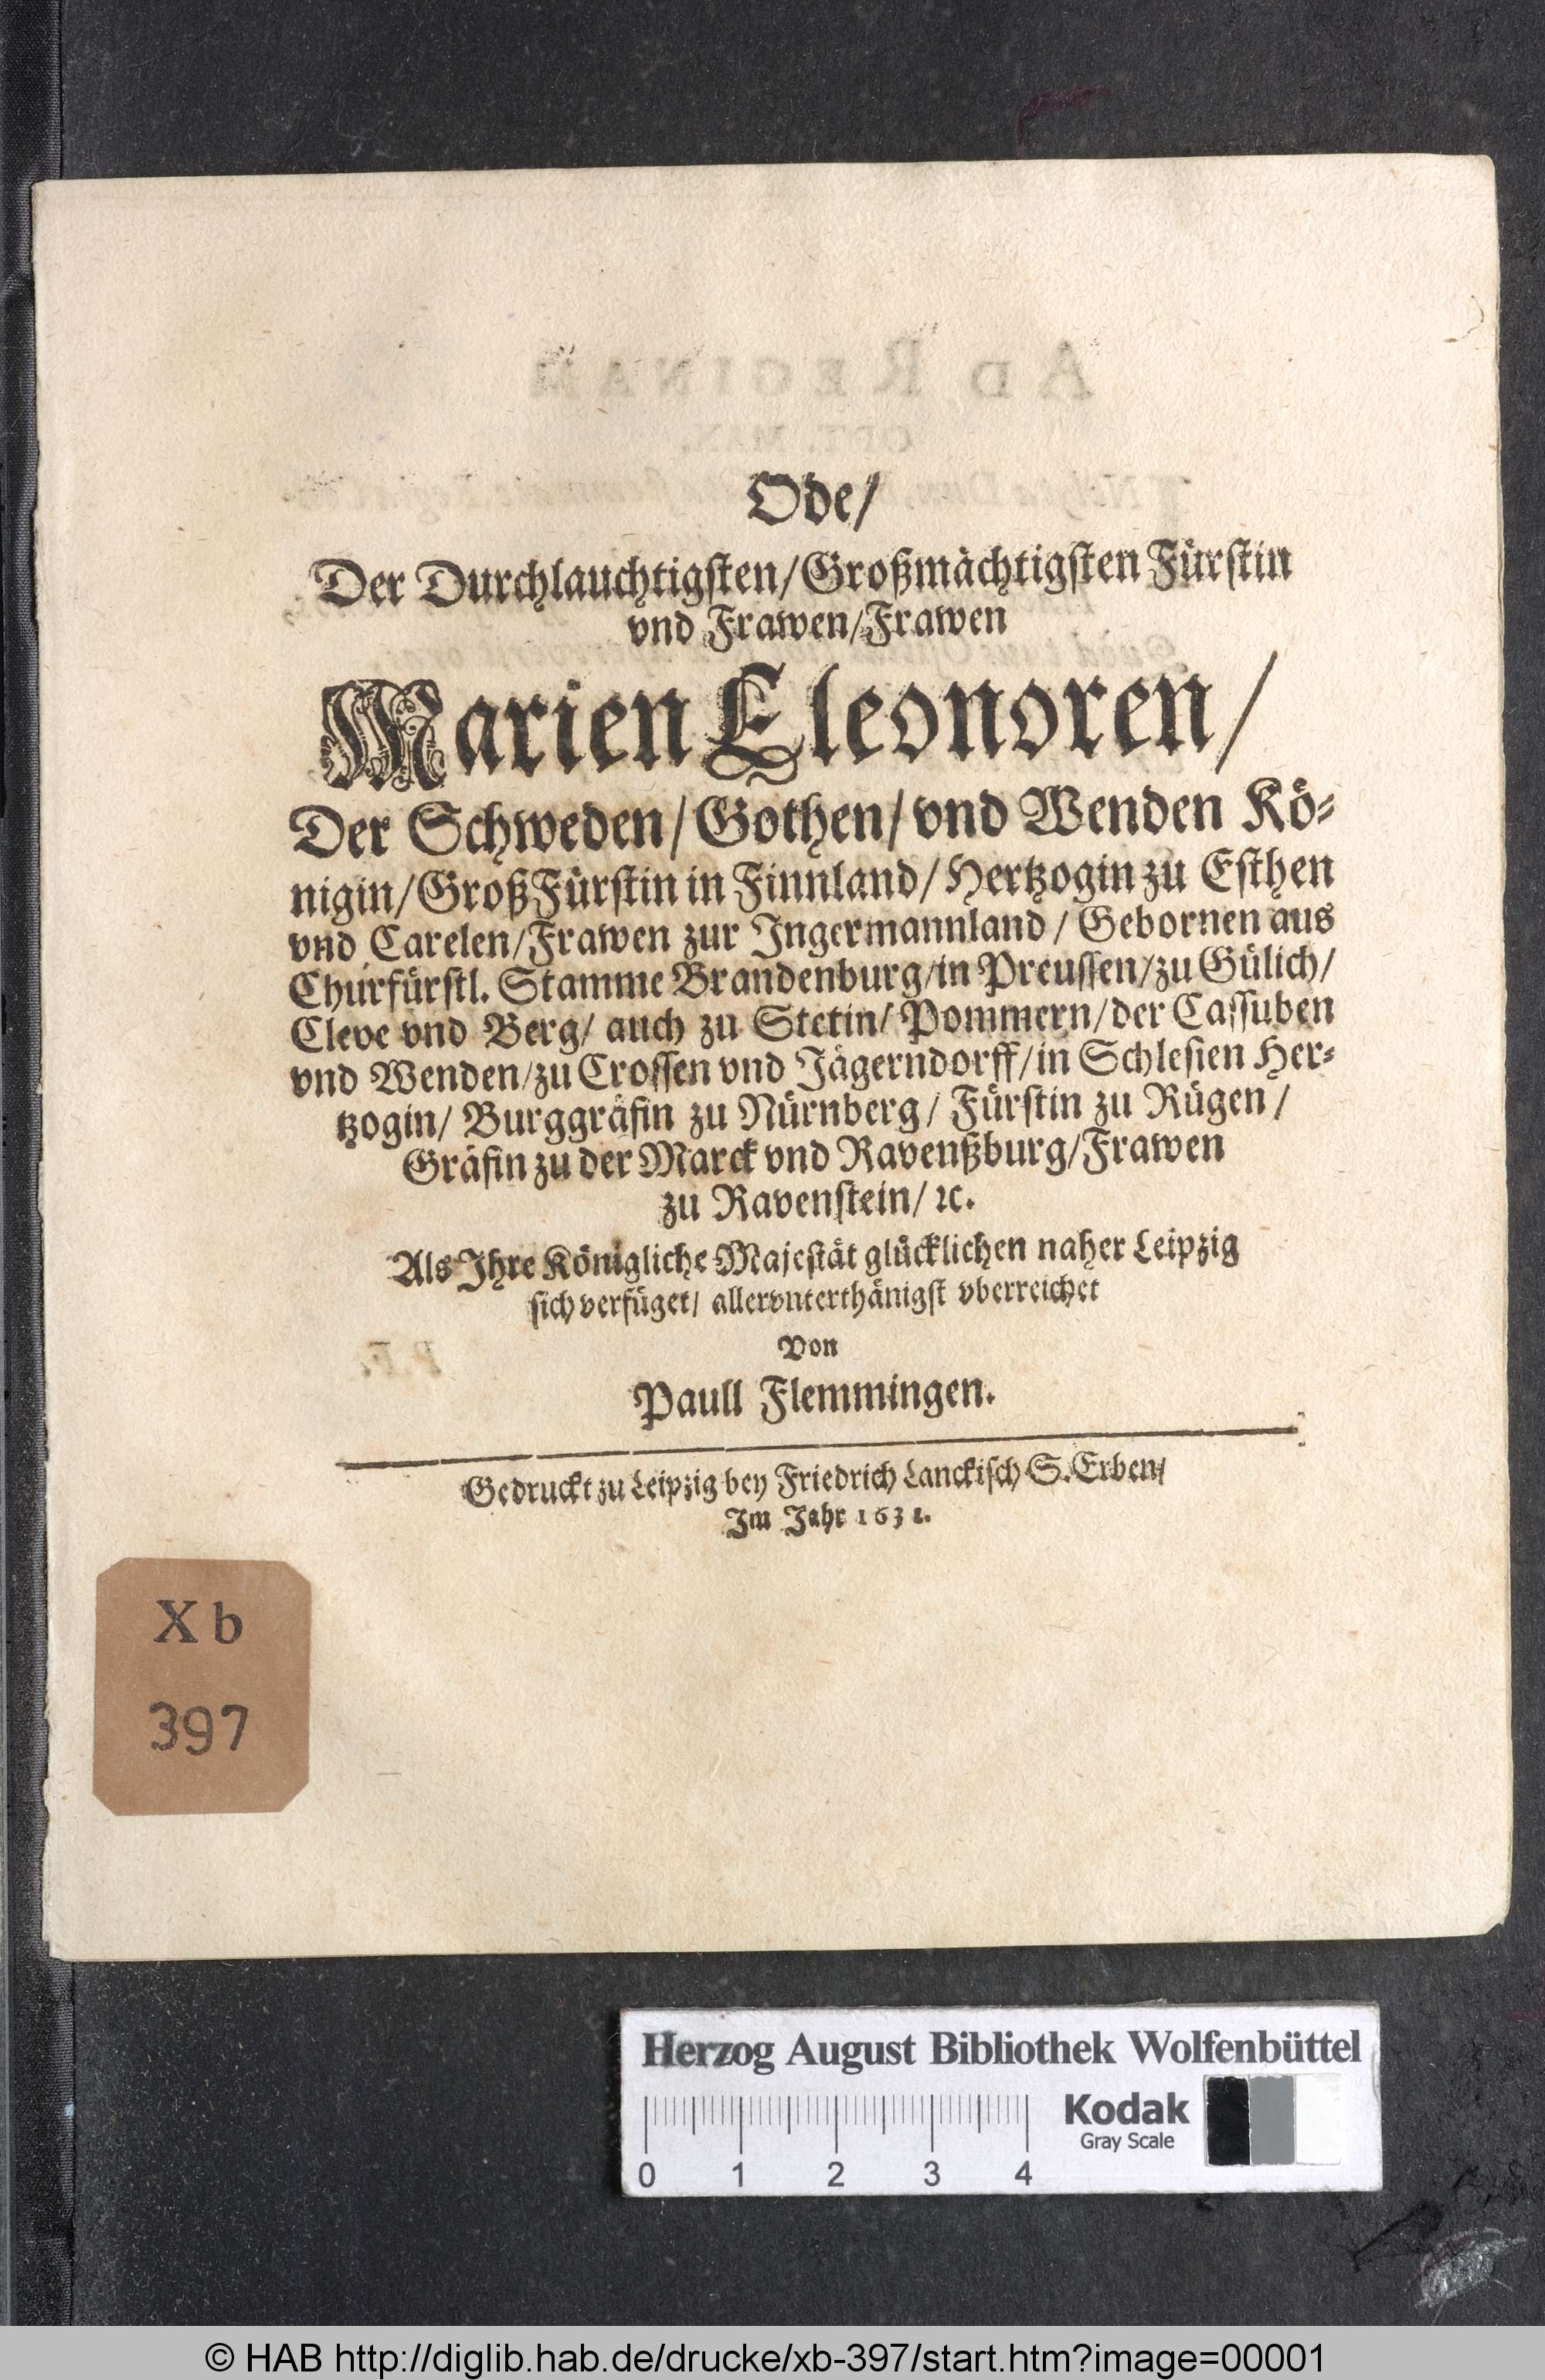 AD REGINAM
OPT. MAX.
Ode/
Der Durchlauchtigsten/Großmächtigsten Fürstin
vnd Frawen/Frawen
Marien Eleonoren/
Der Schweden/Gothen/vnd Wenden Kö-
nigin/GroßFürstin in Finnland/Hertzogin zu Esthen
vnd Carelen/Frawen zur Ingermannland/Gebornen aus
Churfürstl. Stamme Brandenburg/in Preussen/zu Gülich/
Cleve vnd Berg/ auch zu Stetin/Pommern/der Cassuben
vnd Wenden/zu Crossen vnd Jägerndorff/in Schlesien Her-
tzogin/ Burggräfin zu Nürnberg/ Fürstin zu Rügen/
Gräfin zu der Marck vnd Ravenßburg/Frawen
zu Ravenstein/ ꝛc.
Als Ihre Königliche Majestät glücklichen naher Leipzig
sich verfüget/ allervnterthänigst vberreichet
Von
P.F.
Paull Flemmingen.
Gedruckt zu Leipzig bey Friedrich Lanckisch S. Erben/
Im Jahr 1631.
Xb
397
Herzog August Bibliothek Wolfenbüttel
Kodak
Gray Scale
0 1 2 3 4
© HAB http://diglib.hab.de/drucke/xb-397/start.htm?image=00001